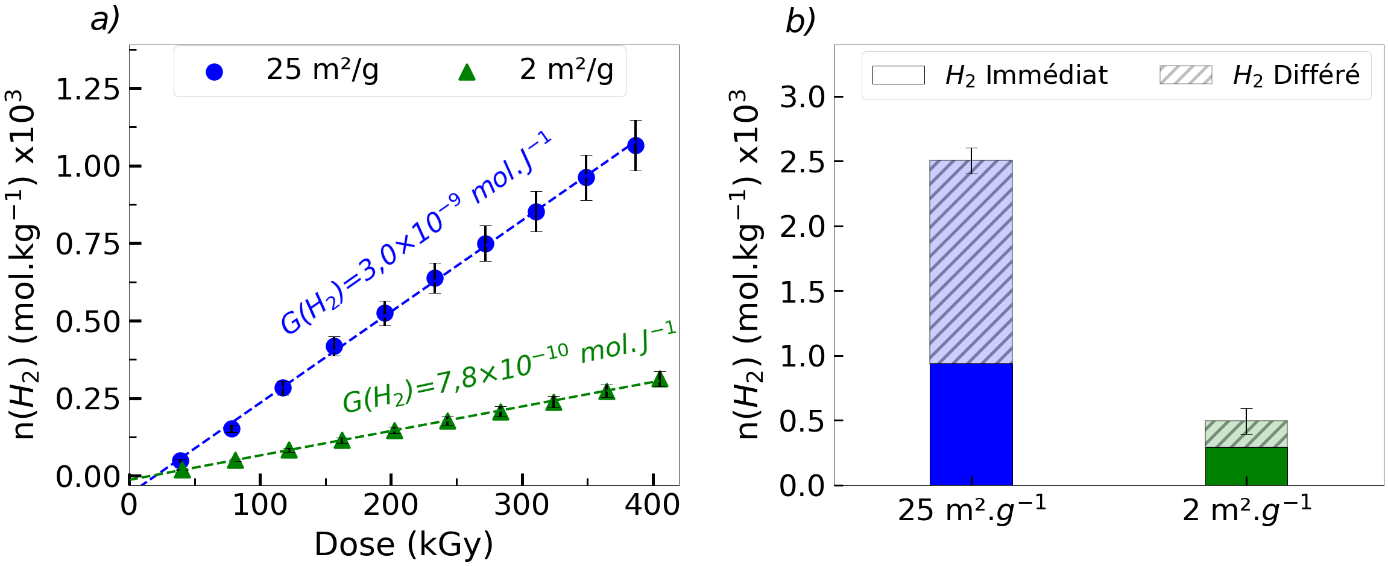 a)
25 m²/g 2 m²/g
n(H₂) (mol.kg⁻¹) x10³
1.25
1.00
0.75
0.50
0.25
0.00
G(H₂)=3,0×10⁻⁹ mol.J⁻¹
G(H₂)=7,8×10⁻¹⁰ mol.J⁻¹
0 100 200 300 400
Dose (kGy)
b)
H₂ Immédiat H₂ Différé
n(H₂) (mol.kg⁻¹) x10³
3.0
2.5
2.0
1.5
1.0
0.5
0.0
25 m².g⁻¹ 2 m².g⁻¹